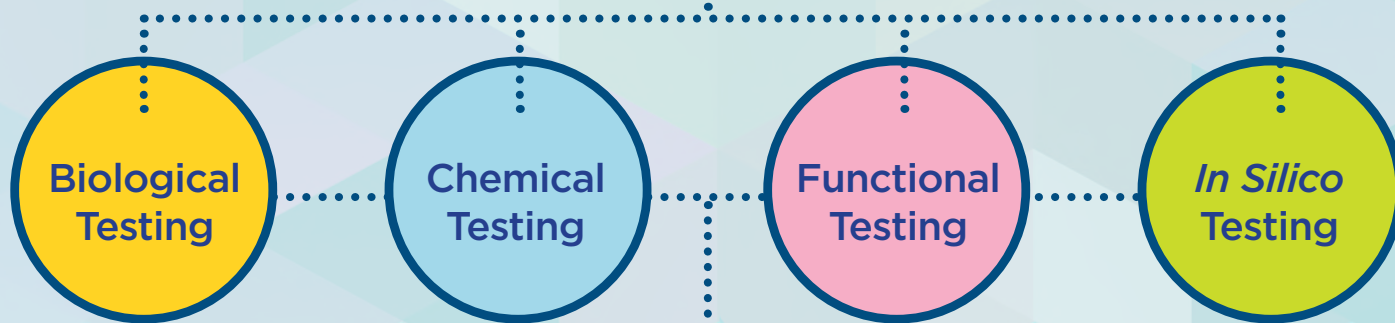 Biological
Testing
Chemical
Testing
Functional
Testing
In Silico
Testing